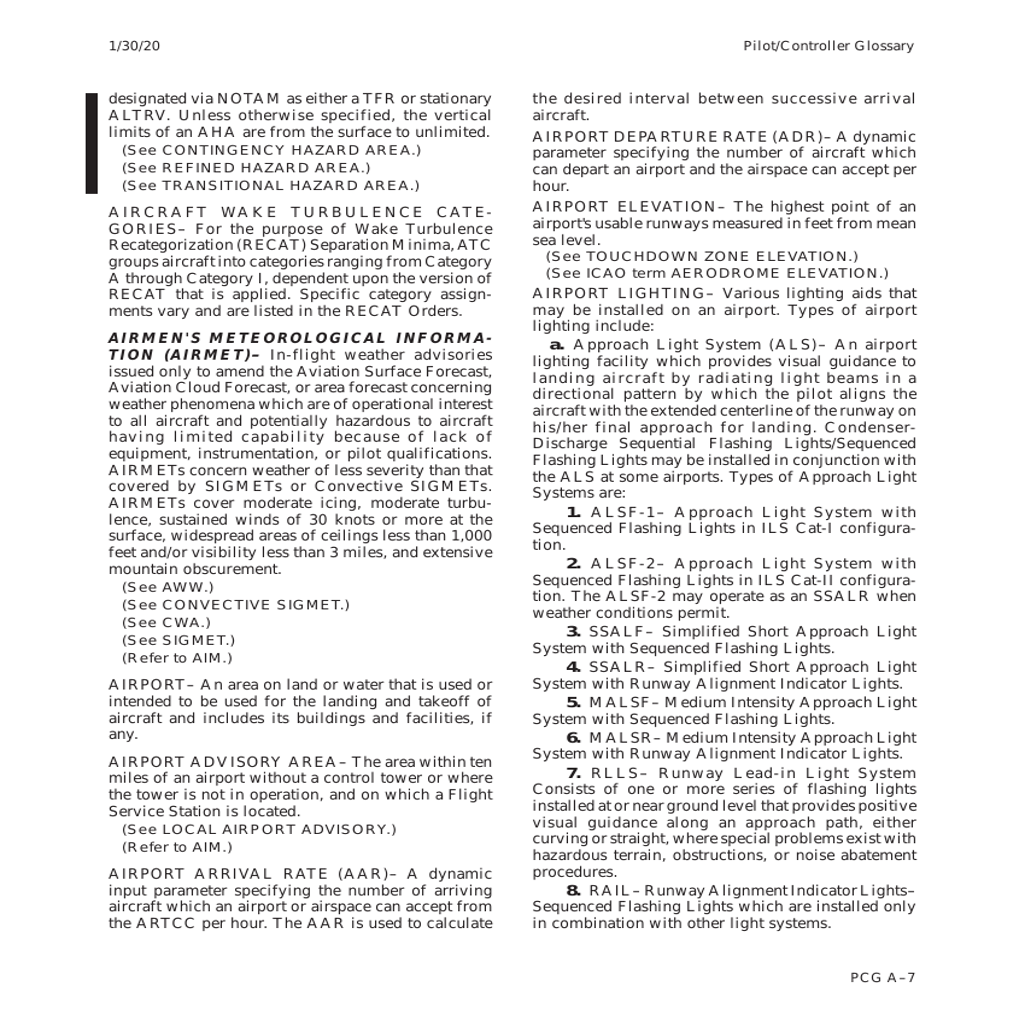 1/30/20
Pilot/Controller Glossary
designated via NOTAM as either a TFR or stationary
ALTRV. Unless otherwise specified, the vertical
limits of an AHA are from the surface to unlimited.
(See CONTINGENCY HAZARD AREA.)
(See REFINED HAZARD AREA.)
(See TRANSITIONAL HAZARD AREA.)
AIRCRAFT WAKE TURBULENCE CATE-
GORIES– For the purpose of Wake Turbulence
Recategorization (RECAT) Separation Minima, ATC
groups aircraft into categories ranging from Category
A through Category I, dependent upon the version of
RECAT that is applied. Specific category assign-
ments vary and are listed in the RECAT Orders.
AIRMEN'S METEOROLOGICAL INFORMA-
TION (AIRMET)– In-flight weather advisories
issued only to amend the Aviation Surface Forecast,
Aviation Cloud Forecast, or area forecast concerning
weather phenomena which are of operational interest
to all aircraft and potentially hazardous to aircraft
having limited capability because of lack of
equipment, instrumentation, or pilot qualifications.
AIRMETs concern weather of less severity than that
covered by SIGMETs or Convective SIGMETs.
AIRMETs cover moderate icing, moderate turbu-
lence, sustained winds of 30 knots or more at the
surface, widespread areas of ceilings less than 1,000
feet and/or visibility less than 3 miles, and extensive
mountain obscurement.
(See AWW.)
(See CONVECTIVE SIGMET.)
(See CWA.)
(See SIGMET.)
(Refer to AIM.)
AIRPORT– An area on land or water that is used or
intended to be used for the landing and takeoff of
aircraft and includes its buildings and facilities, if
any.
AIRPORT ADVISORY AREA– The area within ten
miles of an airport without a control tower or where
the tower is not in operation, and on which a Flight
Service Station is located.
(See LOCAL AIRPORT ADVISORY.)
(Refer to AIM.)
AIRPORT ARRIVAL RATE (AAR)– A dynamic
input parameter specifying the number of arriving
aircraft which an airport or airspace can accept from
the ARTCC per hour. The AAR is used to calculate
the desired interval between successive arrival
aircraft.
AIRPORT DEPARTURE RATE (ADR)– A dynamic
parameter specifying the number of aircraft which
can depart an airport and the airspace can accept per
hour.
AIRPORT ELEVATION– The highest point of an
airport's usable runways measured in feet from mean
sea level.
(See TOUCHDOWN ZONE ELEVATION.)
(See ICAO term AERODROME ELEVATION.)
AIRPORT LIGHTING– Various lighting aids that
may be installed on an airport. Types of airport
lighting include:
a. Approach Light System (ALS)– An airport
lighting facility which provides visual guidance to
landing aircraft by radiating light beams in a
directional pattern by which the pilot aligns the
aircraft with the extended centerline of the runway on
his/her final approach for landing. Condenser-
Discharge Sequential Flashing Lights/Sequenced
Flashing Lights may be installed in conjunction with
the ALS at some airports. Types of Approach Light
Systems are:
1. ALSF-1– Approach Light System with
Sequenced Flashing Lights in ILS Cat-I configura-
tion.
2. ALSF-2– Approach Light System with
Sequenced Flashing Lights in ILS Cat-II configura-
tion. The ALSF-2 may operate as an SSALR when
weather conditions permit.
3. SSALF– Simplified Short Approach Light
System with Sequenced Flashing Lights.
4. SSALR– Simplified Short Approach Light
System with Runway Alignment Indicator Lights.
5. MALSF– Medium Intensity Approach Light
System with Sequenced Flashing Lights.
6. MALSR– Medium Intensity Approach Light
System with Runway Alignment Indicator Lights.
7. RLLS– Runway Lead-in Light System
Consists of one or more series of flashing lights
installed at or near ground level that provides positive
visual guidance along an approach path, either
curving or straight, where special problems exist with
hazardous terrain, obstructions, or noise abatement
procedures.
8. RAIL– Runway Alignment Indicator Lights–
Sequenced Flashing Lights which are installed only
in combination with other light systems.
PCG A–7